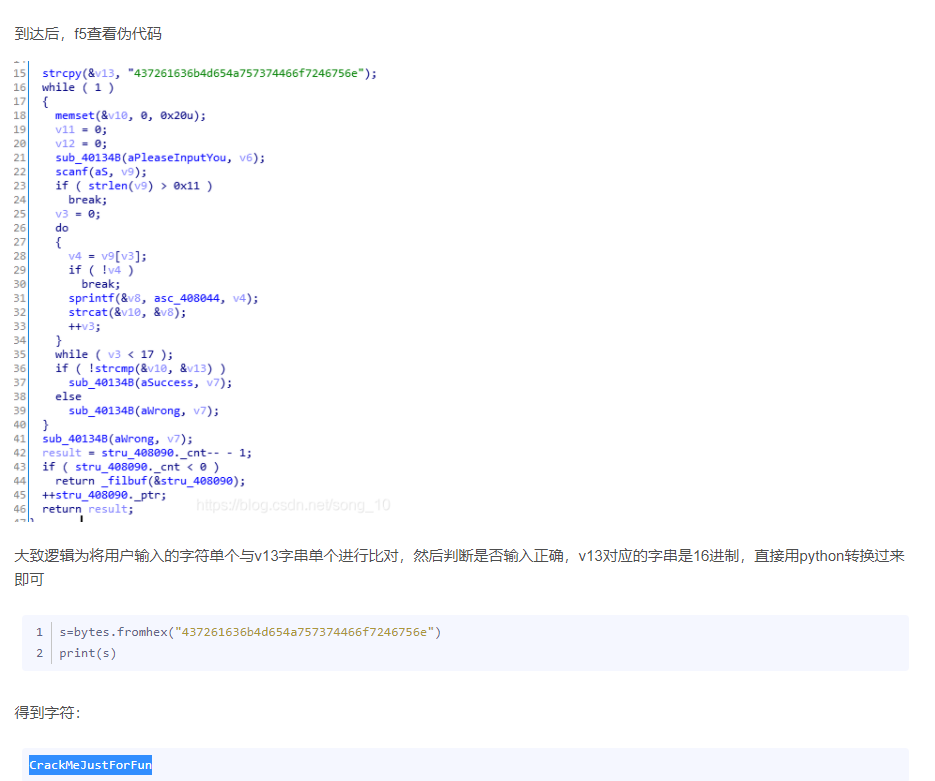 到达后，f5查看伪代码
15 strcpy(&v13, "437261636b4d654a757374466f7246756e");
16 while ( 1 )
17 {
18 memset(&v10, 0, 0x20u);
19 v11 = 0;
20 v12 = 0;
21 sub_40134B(aPleaseInputYou, v6);
22 scanf(aS, v9);
23 if ( strlen(v9) > 0x11 )
24 break;
25 v3 = 0;
26 do
27 {
28 v4 = v9[v3];
29 if ( !v4 )
30 break;
31 sprintf(&v8, asc_408044, v4);
32 strcat(&v10, &v8);
33 ++v3;
34 }
35 while ( v3 < 17 );
36 if ( !strcmp(&v10, &v13) )
37 sub_40134B(aSuccess, v7);
38 else
39 sub_40134B(aWrong, v7);
40 }
41 sub_40134B(aWrong, v7);
42 result = stru_408090._cnt-- - 1;
43 if ( stru_408090._cnt < 0 )
44 return _filbuf(&stru_408090);
45 ++stru_408090._ptr;
46 return result;
https://blog.csdn.net/song_10
大致逻辑为将用户输入的字符单个与v13字串单个进行比对，然后判断是否输入正确，v13对应的字串是16进制，直接用python转换过来
即可
1 s=bytes.fromhex("437261636b4d654a757374466f7246756e")
2 print(s)
得到字符：
CrackMeJustForFun